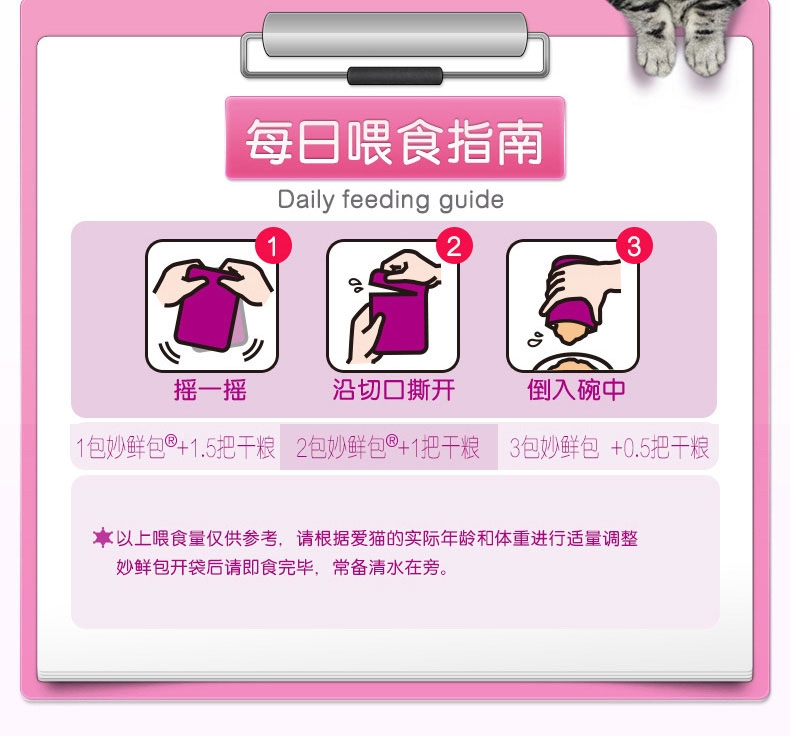 每日喂食指南
Daily feeding guide
1 2 3
摇一摇 沿切口撕开 倒入碗中
1包妙鲜包®+1.5把干粮 2包妙鲜包®+1把干粮 3包妙鲜包 +0.5把干粮
以上喂食量仅供参考，请根据爱猫的实际年龄和体重进行适量调整
妙鲜包开袋后请即食完毕，常备清水在旁。